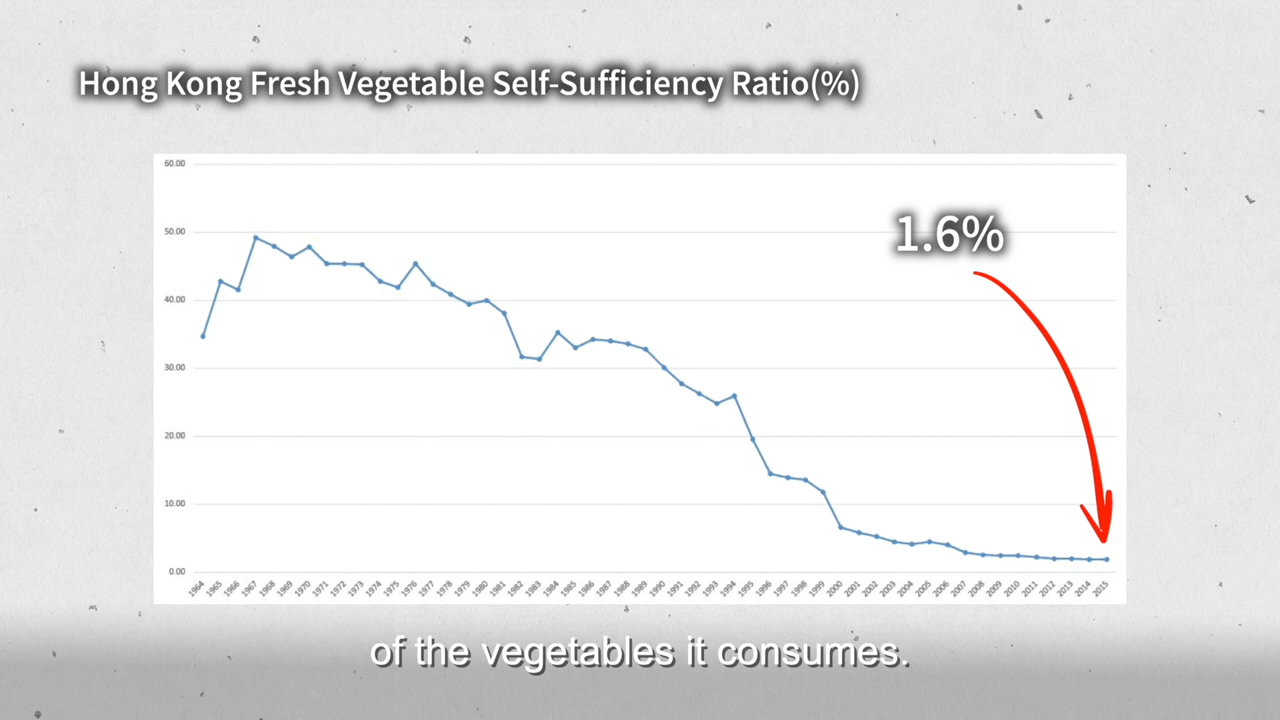 Hong Kong Fresh Vegetable Self-Sufficiency Ratio(%)
60.00
50.00
1.6%
40.00
30.00
20.00
10.00
0.00
1964 1965 1966 1967 1968 1969 1970 1971 1972 1973 1974 1975 1976 1977 1978 1979 1980 1981 1982 1983 1984 1985 1986 1987 1988 1989 1990 1991 1992 1993 1994 1995 1996 1997 1998 1999 2000 2001 2002 2003 2004 2005 2006 2007 2008 2009 2010 2011 2012 2013 2014 2015
of the vegetables it consumes.